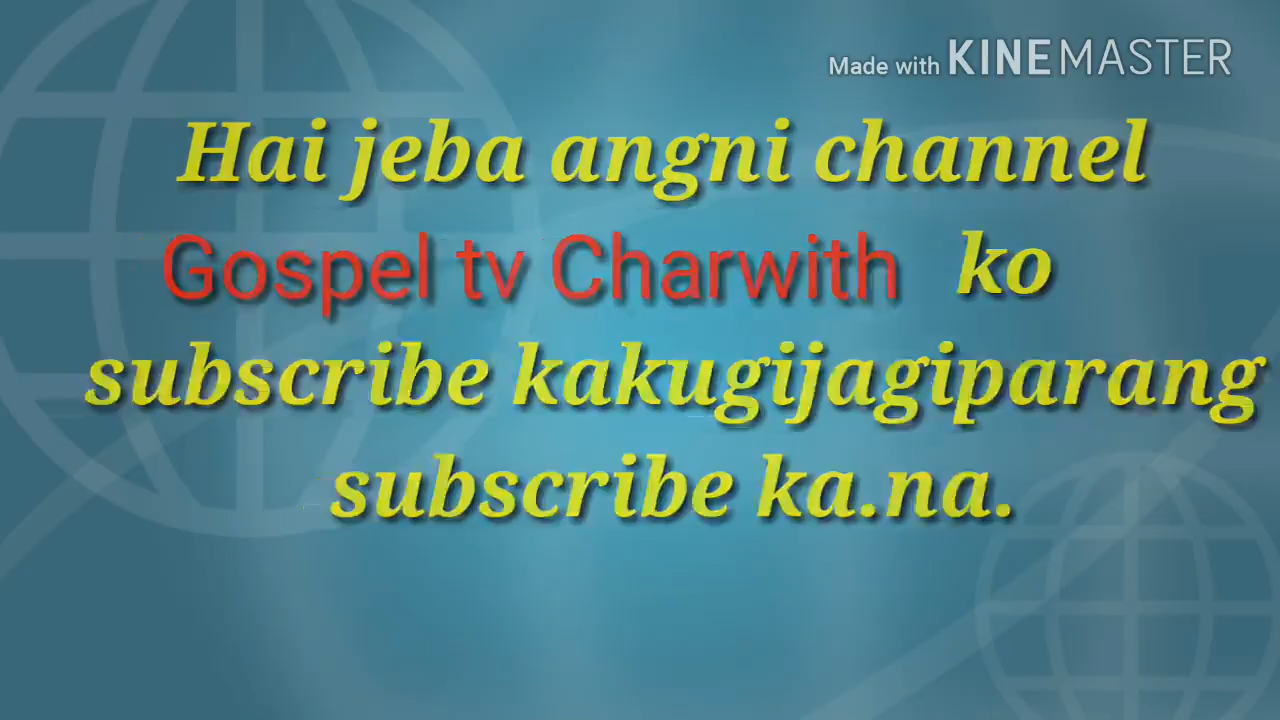 Made with KINEMASTER
Hai jeba angni channel
Gospel tv Charwith ko
subscribe kakugijagiparang
subscribe ka.na.